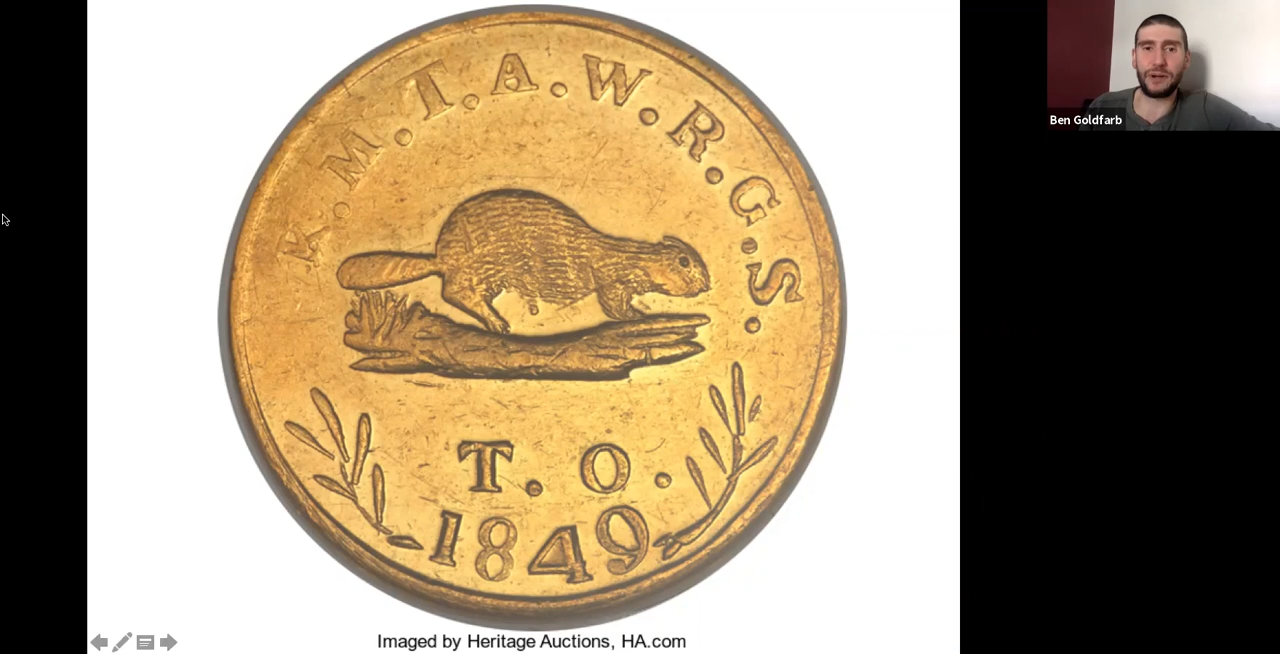 K.M.T.A.W.R.G.S.
T. O.
1849
Imaged by Heritage Auctions, HA.com
Ben Goldfarb